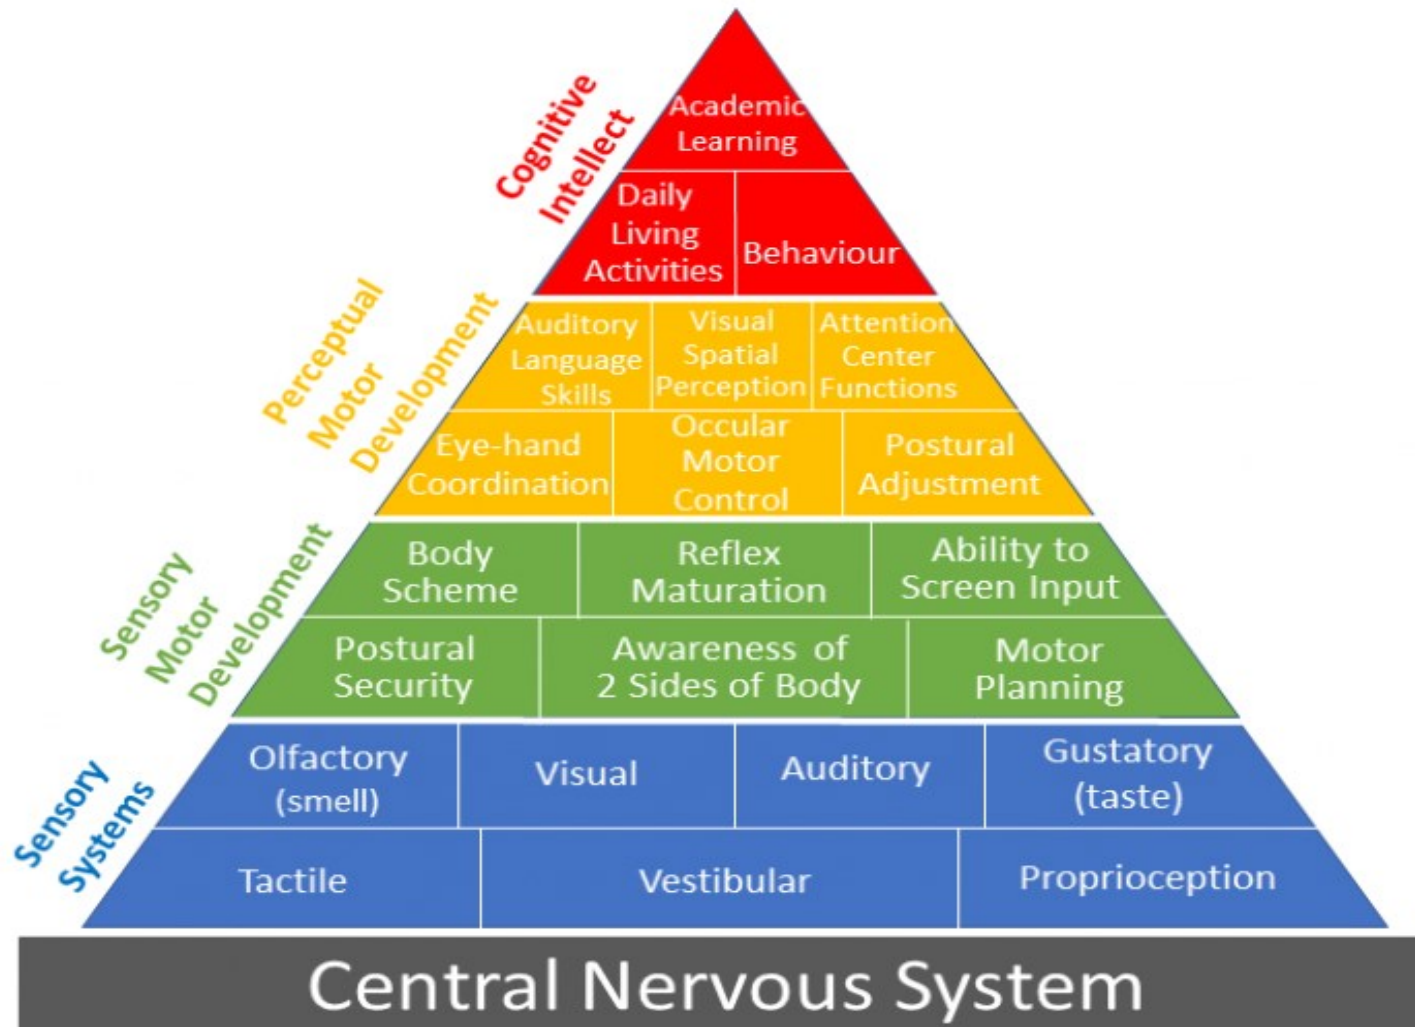 Cognitive
Intellect
Academic
Learning
Daily
Living
Activities
Behaviour
Perceptual
Motor
Development
Auditory
Language
Skills
Visual
Spatial
Perception
Attention
Center
Functions
Eye-hand
Coordination
Occular
Motor
Control
Postural
Adjustment
Sensory
Motor
Development
Body
Scheme
Reflex
Maturation
Ability to
Screen Input
Postural
Security
Awareness of
2 Sides of Body
Motor
Planning
Sensory
Systems
Olfactory
(smell)
Visual
Auditory
Gustatory
(taste)
Tactile
Vestibular
Proprioception
Central Nervous System